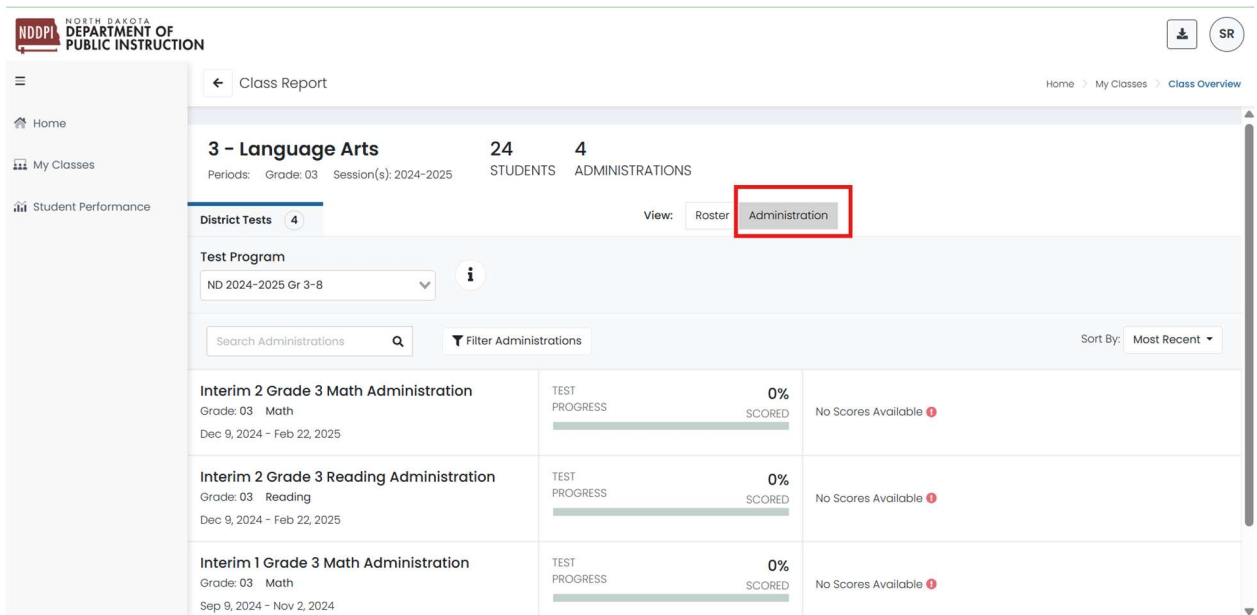 NDDPI
NORTH DAKOTA
DEPARTMENT OF
PUBLIC INSTRUCTION
SR
Class Report
Home > My Classes > Class Overview
Home
My Classes
Student Performance
3 - Language Arts
Periods: Grade: 03 Session(s): 2024-2025
24
STUDENTS
4
ADMINISTRATIONS
District Tests 4
View: Roster Administration
Test Program
ND 2024-2025 Gr 3-8
i
Search Administrations
Filter Administrations
Sort By: Most Recent
Interim 2 Grade 3 Math Administration
Grade: 03 Math
Dec 9, 2024 - Feb 22, 2025
TEST
PROGRESS
0%
SCORED
No Scores Available
Interim 2 Grade 3 Reading Administration
Grade: 03 Reading
Dec 9, 2024 - Feb 22, 2025
TEST
PROGRESS
0%
SCORED
No Scores Available
Interim 1 Grade 3 Math Administration
Grade: 03 Math
Sep 9, 2024 - Nov 2, 2024
TEST
PROGRESS
0%
SCORED
No Scores Available